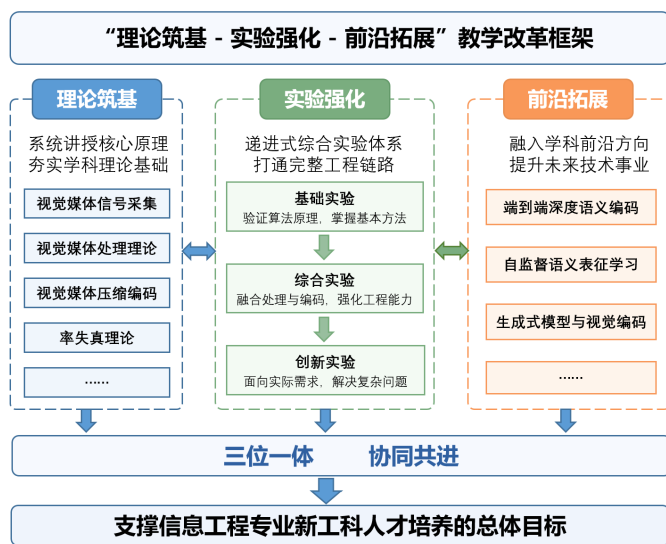 “理论筑基 - 实验强化 - 前沿拓展”教学改革框架
理论筑基
系统讲授核心原理
夯实学科理论基础
视觉媒体信号采集
视觉媒体处理理论
视觉媒体压缩编码
率失真理论
……
实验强化
递进式综合实验体系
打通完整工程链路
基础实验
验证算法原理，掌握基本方法
综合实验
融合处理与编码，强化工程能力
创新实验
面向实际需求，解决复杂问题
前沿拓展
融入学科前沿方向
提升未来技术事业
端到端深度语义编码
自监督语义表征学习
生成式模型与视觉编码
……
三位一体 协同共进
支撑信息工程专业新工科人才培养的总体目标